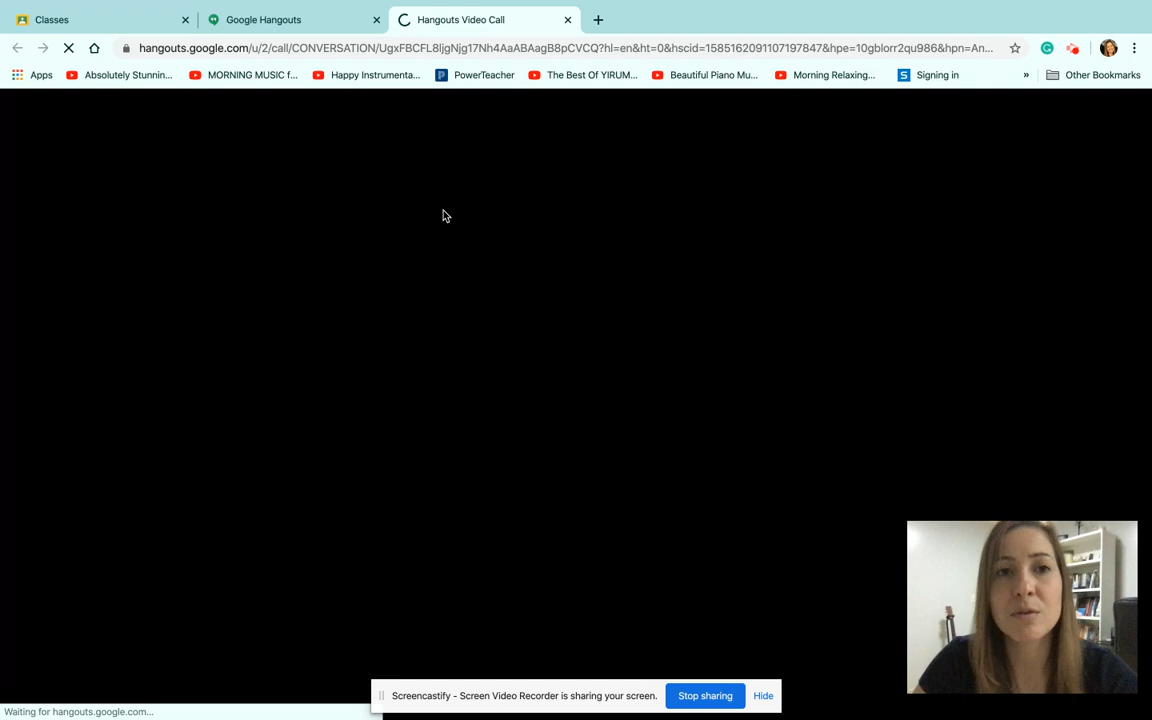 Classes
Google Hangouts
Hangouts Video Call
hangouts.google.com/u/2/call/CONVERSATION/UgxFBCFL8ljgNjg17Nh4AaABAagB8pCVCQ?hl=en&ht=0&hscid=1585162091107197847&hpe=10gblorr2qu986&hpn=An...
Apps
Absolutely Stunnin...
MORNING MUSIC f...
Happy Instrumenta...
PowerTeacher
The Best Of YIRUM...
Beautiful Piano Mu...
Morning Relaxing...
Signing in
»
Other Bookmarks
Screencastify - Screen Video Recorder is sharing your screen.
Stop sharing
Hide
Waiting for hangouts.google.com...